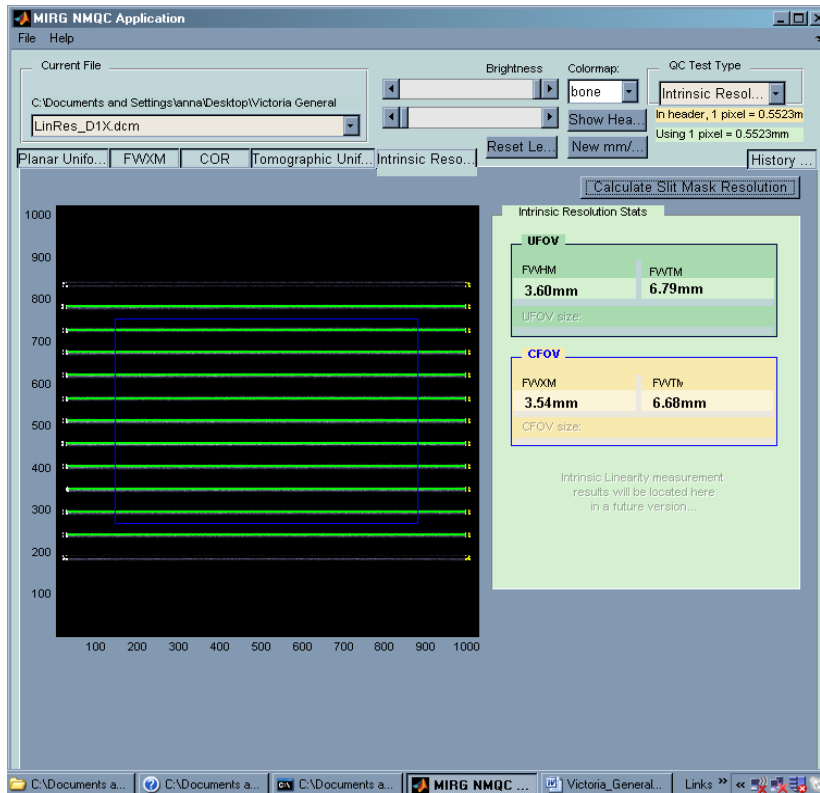 MIRG NMQC Application
File Help
Current File
C:\Documents and Settings\anna\Desktop\Victoria General
LinRes_D1X.dcm
Brightness
Colormap:
bone
QC Test Type
Intrinsic Resol...
Show Hea...
In header, 1 pixel = 0.5523m
Using 1 pixel = 0.5523mm
Reset Le...
New mm/...
Planar Unifo...
FWXM
COR
Tomographic Unif...
Intrinsic Reso...
History ...
Calculate Slit Mask Resolution
Intrinsic Resolution Stats
UFOV
FWHM
FWTM
3.60mm
6.79mm
UFOV size:
CFOV
FWXM
FWTM
3.54mm
6.68mm
CFOV size:
Intrinsic Linearity measurement
results will be located here
in a future version...
1000
900
800
700
600
500
400
300
200
100
100 200 300 400 500 600 700 800 900 1000
C:\Documents a...
C:\Documents a...
C:\Documents a...
MIRG NMQC ...
Victoria_General...
Links » «